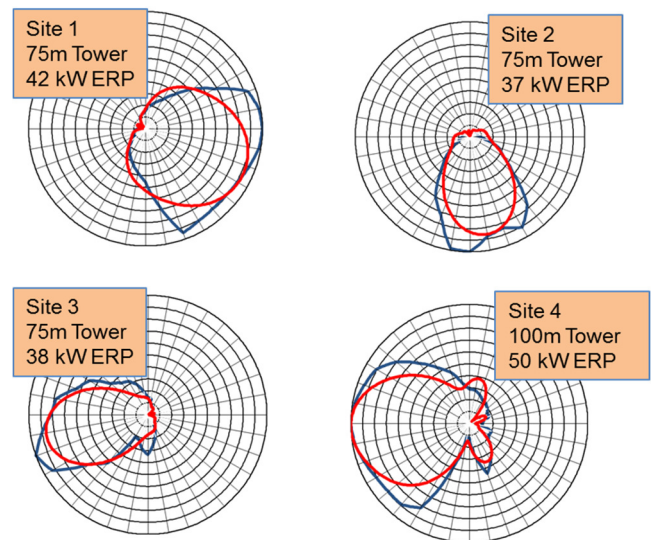 Site 1
75m Tower
42 kW ERP
Site 2
75m Tower
37 kW ERP
Site 3
75m Tower
38 kW ERP
Site 4
100m Tower
50 kW ERP